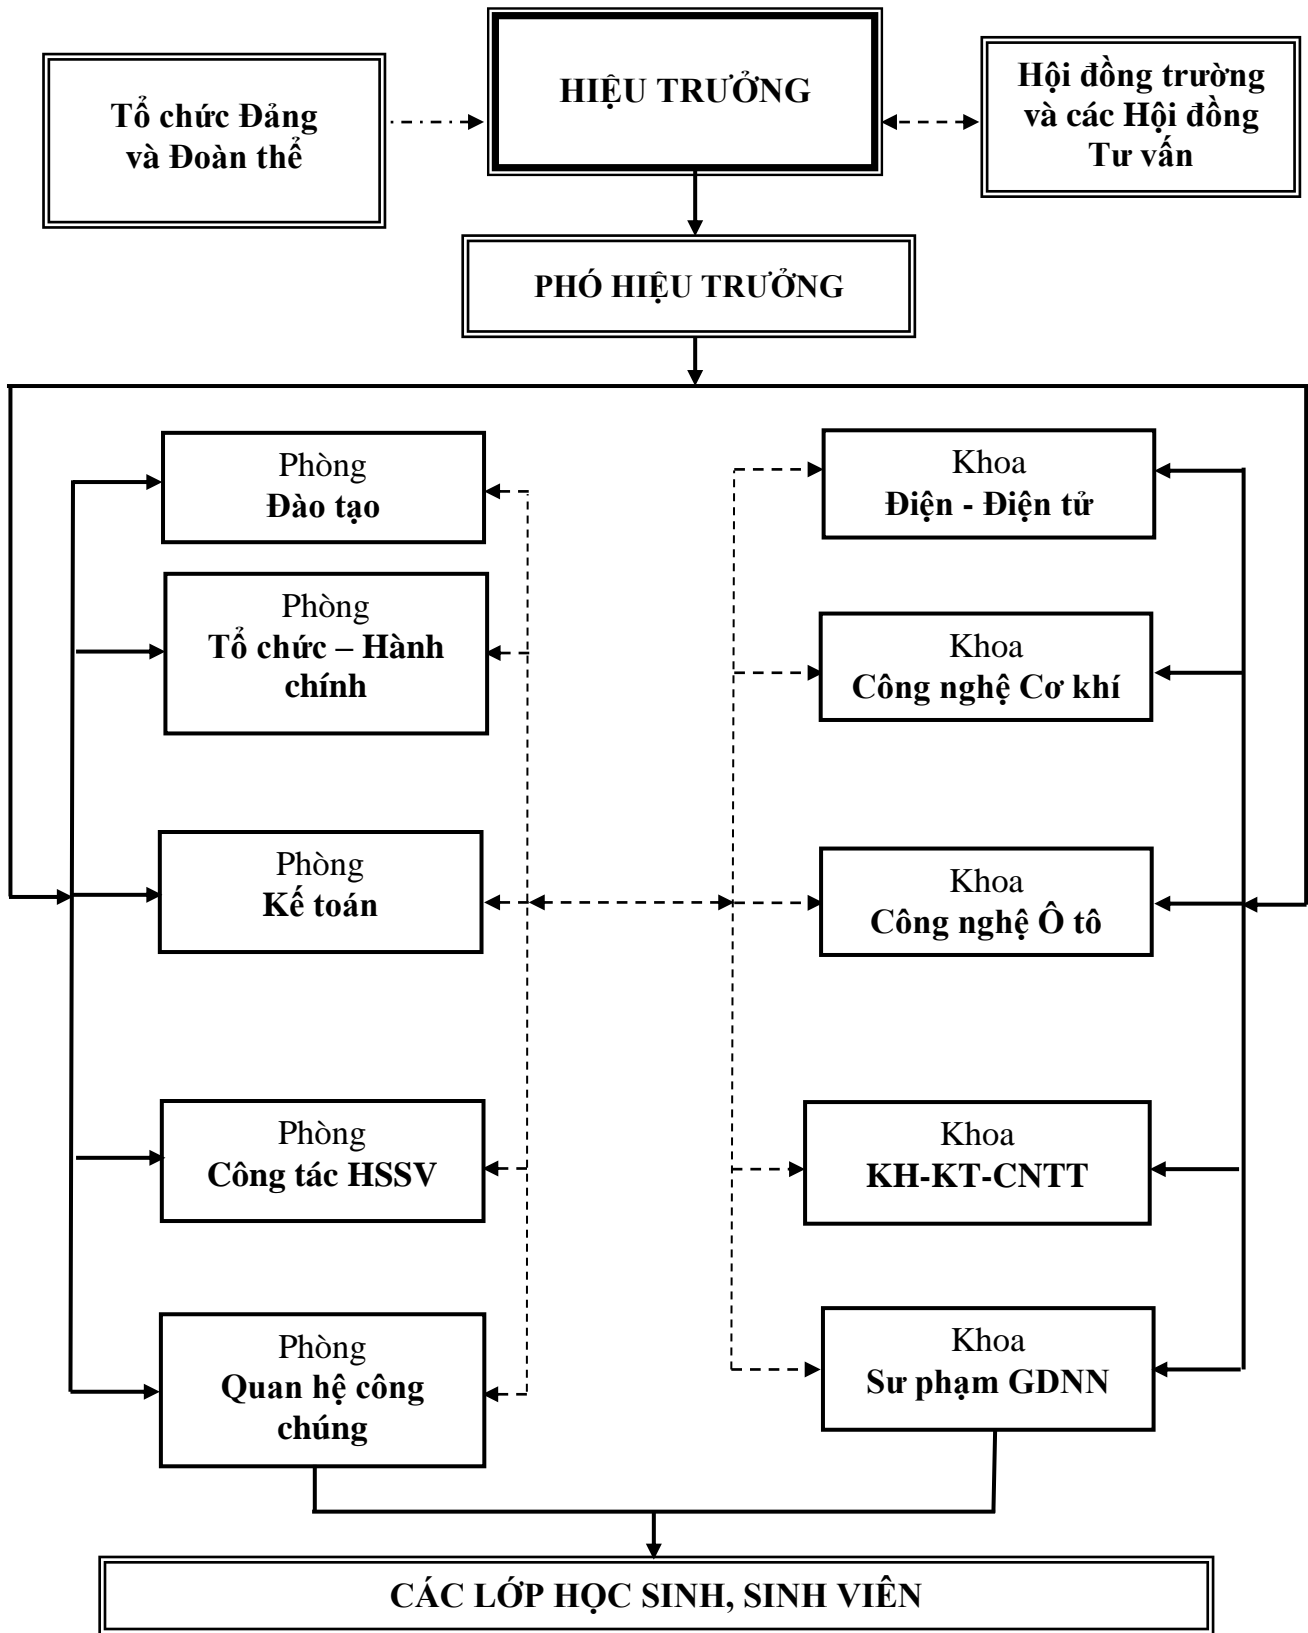 HIỆU TRƯỞNG
Tổ chức Đảng
và Đoàn thể
Hội đồng trường
và các Hội đồng
Tư vấn
PHÓ HIỆU TRƯỞNG
Phòng
Đào tạo
Phòng
Tổ chức – Hành
chính
Phòng
Kế toán
Phòng
Công tác HSSV
Phòng
Quan hệ công
chúng
Khoa
Điện - Điện tử
Khoa
Công nghệ Cơ khí
Khoa
Công nghệ Ô tô
Khoa
KH-KT-CNTT
Khoa
Sư phạm GDNN
CÁC LỚP HỌC SINH, SINH VIÊN